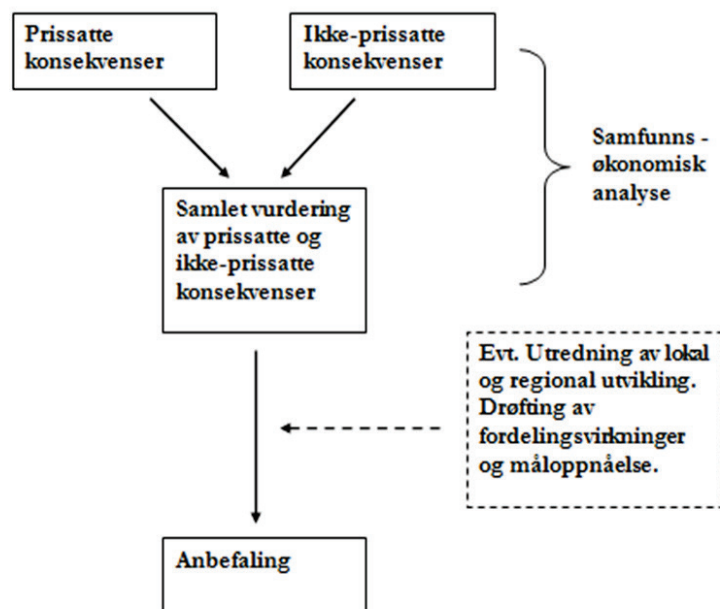 Prissatte
konsekvenser
Ikke-prissatte
konsekvenser
Samfunns -
økonomisk
analyse
Samlet vurdering
av prissatte og
ikke-prissatte
konsekvenser
Evt. Utredning av lokal
og regional utvikling.
Drøfting av
fordelingsvirkninger
og måloppnåelse.
Anbefaling